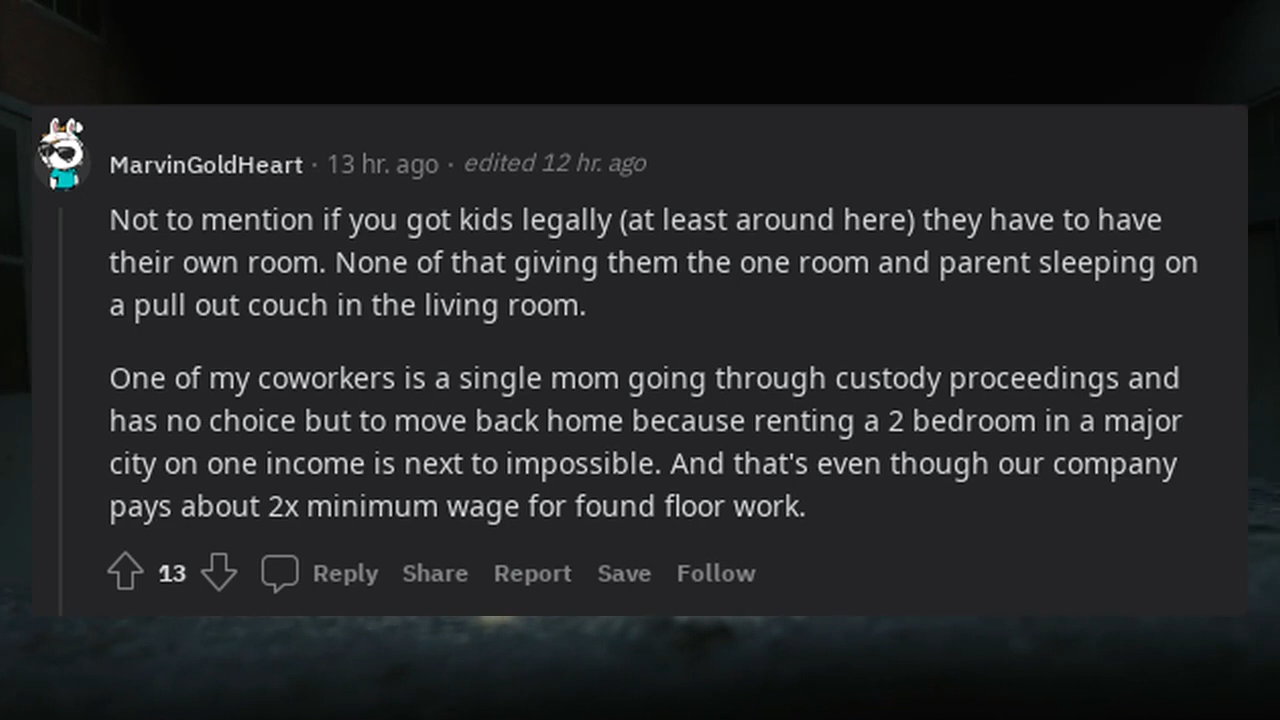 MarvinGoldHeart · 13 hr. ago · edited 12 hr. ago
Not to mention if you got kids legally (at least around here) they have to have
their own room. None of that giving them the one room and parent sleeping on
a pull out couch in the living room.
One of my coworkers is a single mom going through custody proceedings and
has no choice but to move back home because renting a 2 bedroom in a major
city on one income is next to impossible. And that's even though our company
pays about 2x minimum wage for found floor work.
13 Reply Share Report Save Follow